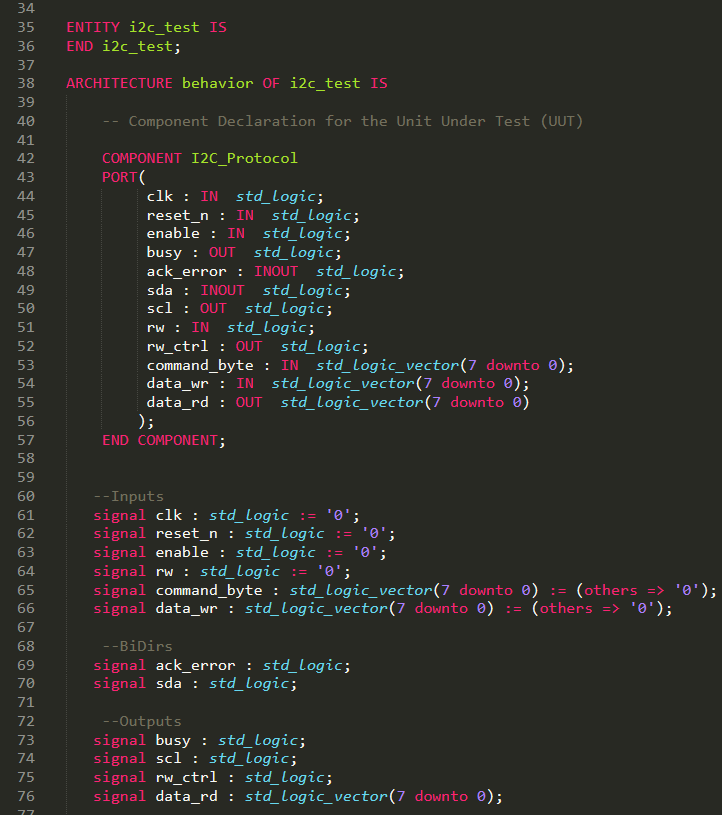 34
35 ENTITY i2c_test IS
36 END i2c_test;
37
38 ARCHITECTURE behavior OF i2c_test IS
39
40 -- Component Declaration for the Unit Under Test (UUT)
41
42 COMPONENT I2C_Protocol
43 PORT(
44 clk : IN  std_logic;
45 reset_n : IN  std_logic;
46 enable : IN  std_logic;
47 busy : OUT  std_logic;
48 ack_error : INOUT  std_logic;
49 sda : INOUT  std_logic;
50 scl : OUT  std_logic;
51 rw : IN  std_logic;
52 rw_ctrl : OUT  std_logic;
53 command_byte : IN  std_logic_vector(7 downto 0);
54 data_wr : IN  std_logic_vector(7 downto 0);
55 data_rd : OUT  std_logic_vector(7 downto 0)
56 );
57 END COMPONENT;
58
59
60 --Inputs
61 signal clk : std_logic := '0';
62 signal reset_n : std_logic := '0';
63 signal enable : std_logic := '0';
64 signal rw : std_logic := '0';
65 signal command_byte : std_logic_vector(7 downto 0) := (others => '0');
66 signal data_wr : std_logic_vector(7 downto 0) := (others => '0');
67
68 --BiDirs
69 signal ack_error : std_logic;
70 signal sda : std_logic;
71
72 --Outputs
73 signal busy : std_logic;
74 signal scl : std_logic;
75 signal rw_ctrl : std_logic;
76 signal data_rd : std_logic_vector(7 downto 0);
77